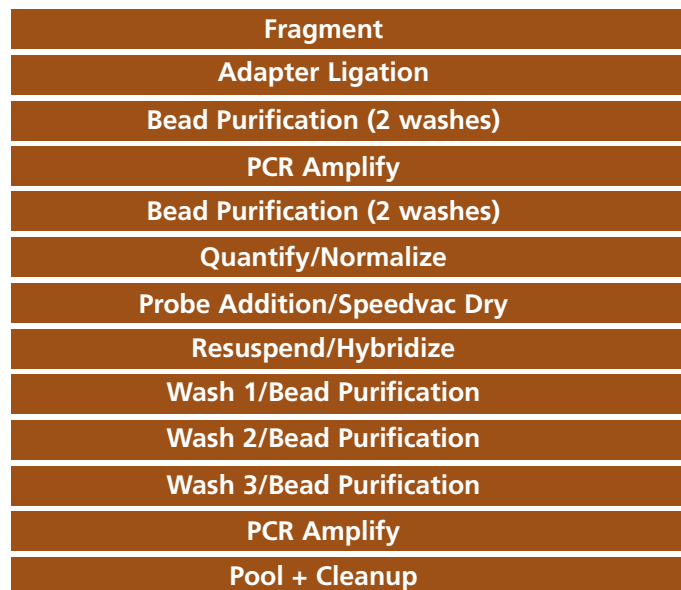 Fragment
Adapter Ligation
Bead Purification (2 washes)
PCR Amplify
Bead Purification (2 washes)
Quantify/Normalize
Probe Addition/Speedvac Dry
Resuspend/Hybridize
Wash 1/Bead Purification
Wash 2/Bead Purification
Wash 3/Bead Purification
PCR Amplify
Pool + Cleanup